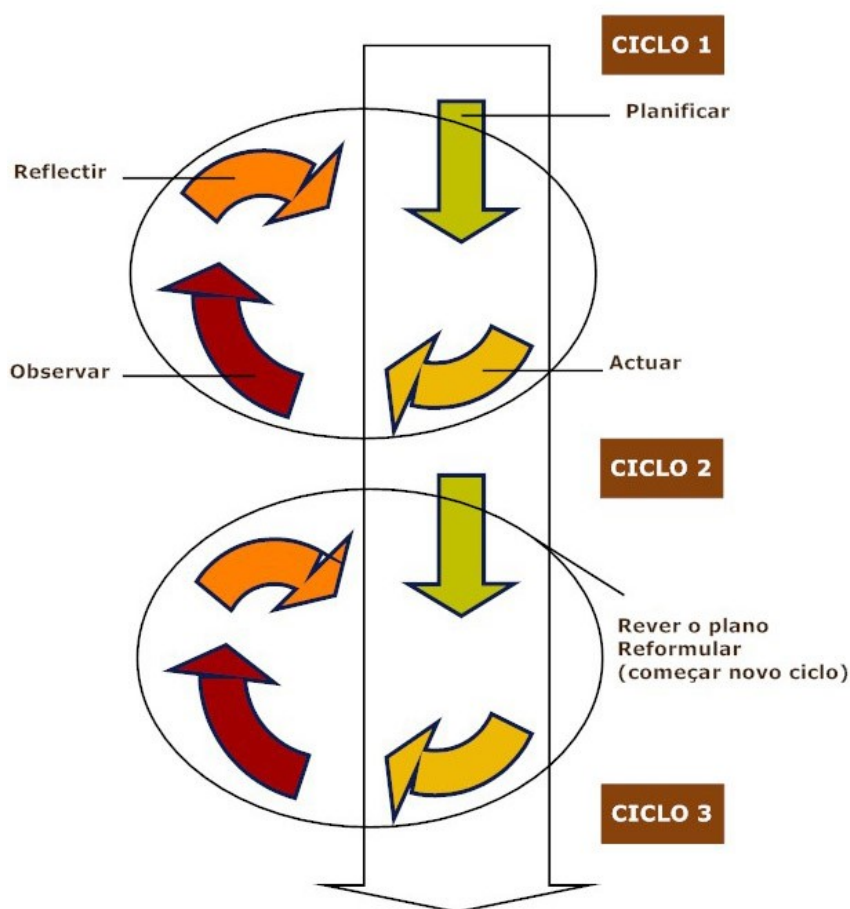 CICLO 1
Planificar
Reflectir
Observar
Actuar
CICLO 2
Rever o plano
Reformular
(começar novo ciclo)
CICLO 3